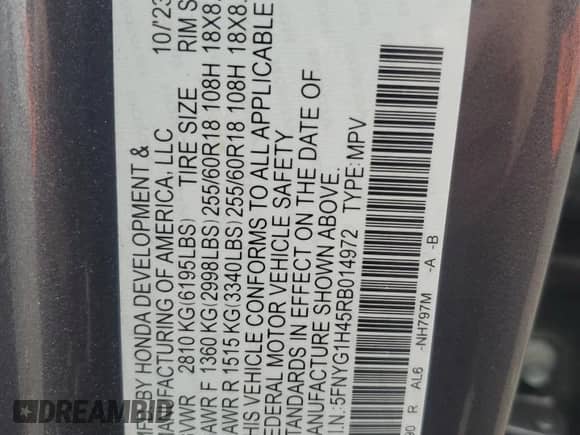 MFD BY HONDA DEVELOPMENT & 10/'23
MANUFACTURING OF AMERICA, LLC
GVWR 2810 KG(6195LBS) TIRE SIZE RIM S
GAWR F 1360 KG(2998LBS) 255/60R18 108H 18X8.
GAWR R 1515 KG(3340LBS) 255/60R18 108H 18X8.
THIS VEHICLE CONFORMS TO ALL APPLICABLE
FEDERAL MOTOR VEHICLE SAFETY
STANDARDS IN EFFECT ON THE DATE OF
MANUFACTURE SHOWN ABOVE.
.I.N.:5FNYG1H45RB014972 TYPE:MPV
90 R AL6 -NH797M -A -B
DREAMBID